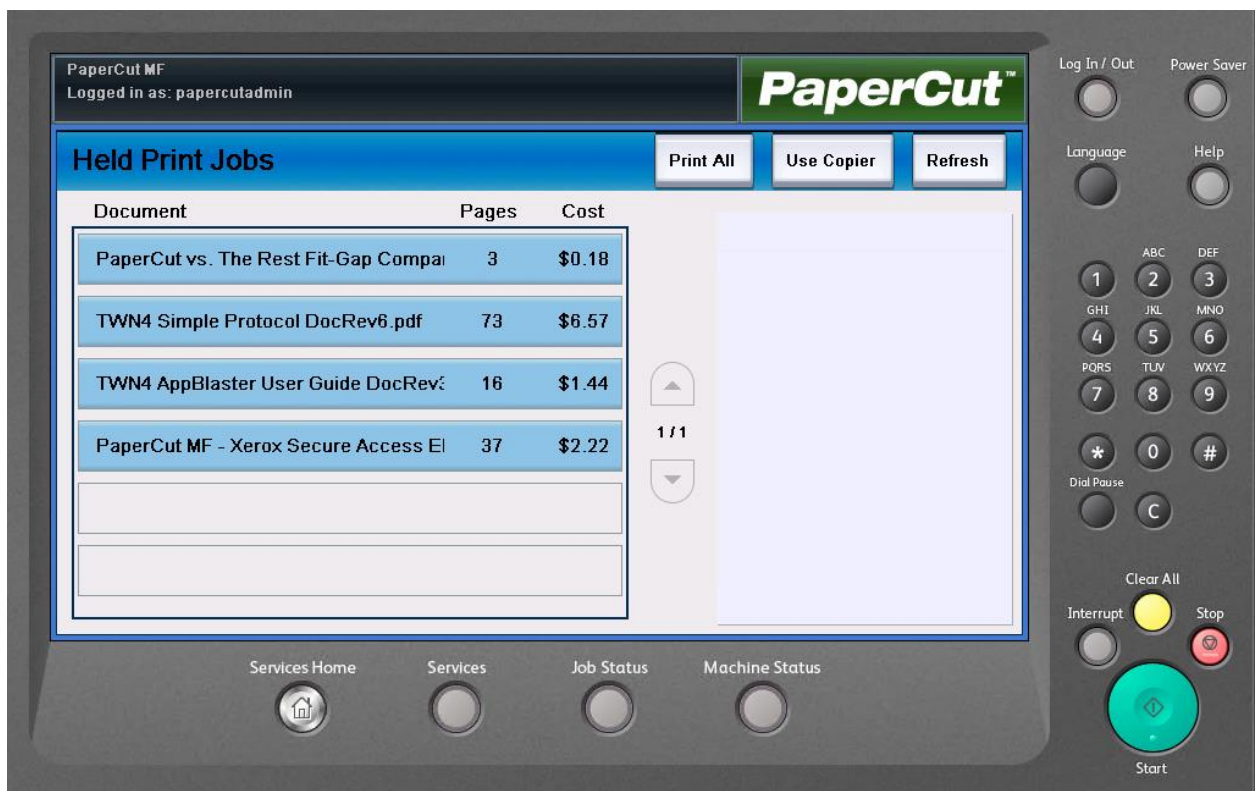 PaperCut MF
Logged in as: papercutadmin
PaperCut™
Held Print Jobs
Print All
Use Copier
Refresh
Document Pages Cost
PaperCut vs. The Rest Fit-Gap Compar 3 $0.18
TWN4 Simple Protocol DocRev6.pdf 73 $6.57
TWN4 AppBlaster User Guide DocRev3 16 $1.44
PaperCut MF - Xerox Secure Access El 37 $2.22
1/1
Services Home
Services
Job Status
Machine Status
Log In / Out
Power Saver
Language
Help
ABC DEF
1 2 3
GHI JKL MNO
4 5 6
PQRS TUV WXYZ
7 8 9
* 0 #
Dial Pause
C
Clear All
Interrupt
Stop
Start